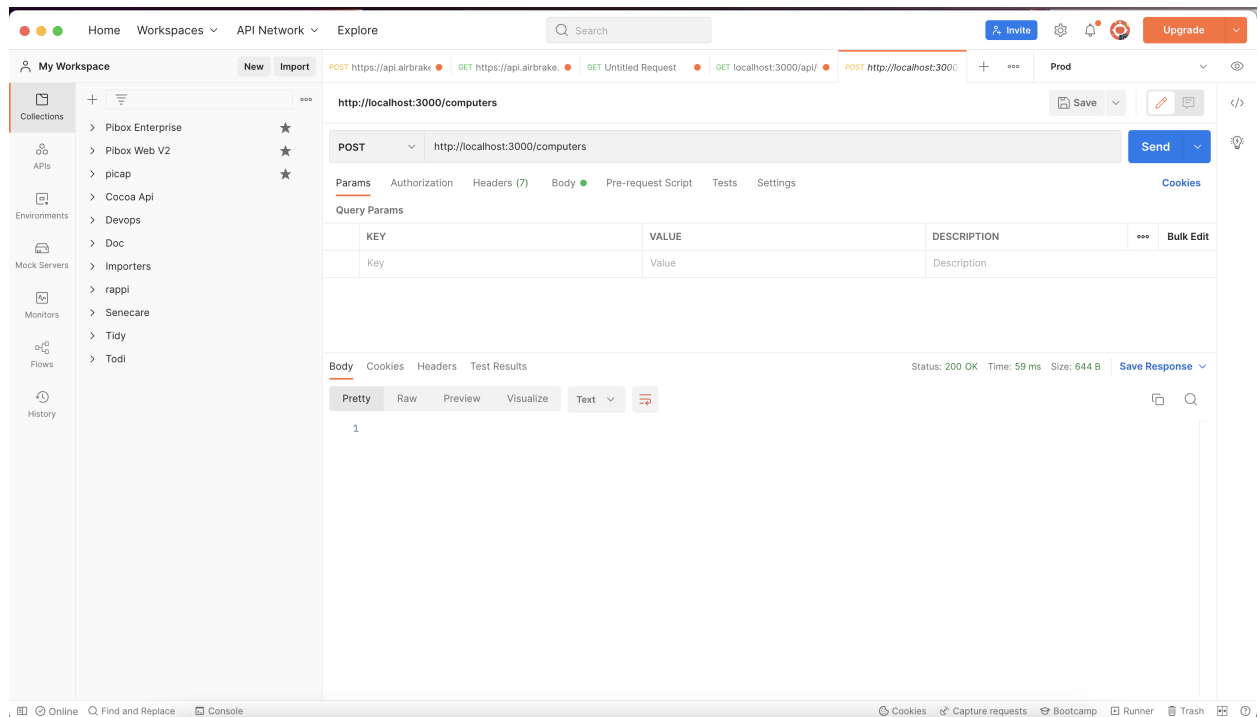 Home Workspaces API Network Explore Search Invite Upgrade
My Workspace New Import POST https://api.airbrake GET https://api.airbrake. GET Untitled Request GET localhost:3000/api/ POST http://localhost:3000 Prod
Collections
APIs
Environments
Mock Servers
Monitors
Flows
History
Pibox Enterprise
Pibox Web V2
picap
Cocoa Api
Devops
Doc
Importers
rappi
Senecare
Tidy
Todi
http://localhost:3000/computers Save
POST http://localhost:3000/computers Send
Params Authorization Headers (7) Body Pre-request Script Tests Settings Cookies
Query Params
KEY VALUE DESCRIPTION Bulk Edit
Key Value Description
Body Cookies Headers Test Results Status: 200 OK Time: 59 ms Size: 644 B Save Response
Pretty Raw Preview Visualize Text
1
Online Find and Replace Console Cookies Capture requests Bootcamp Runner Trash